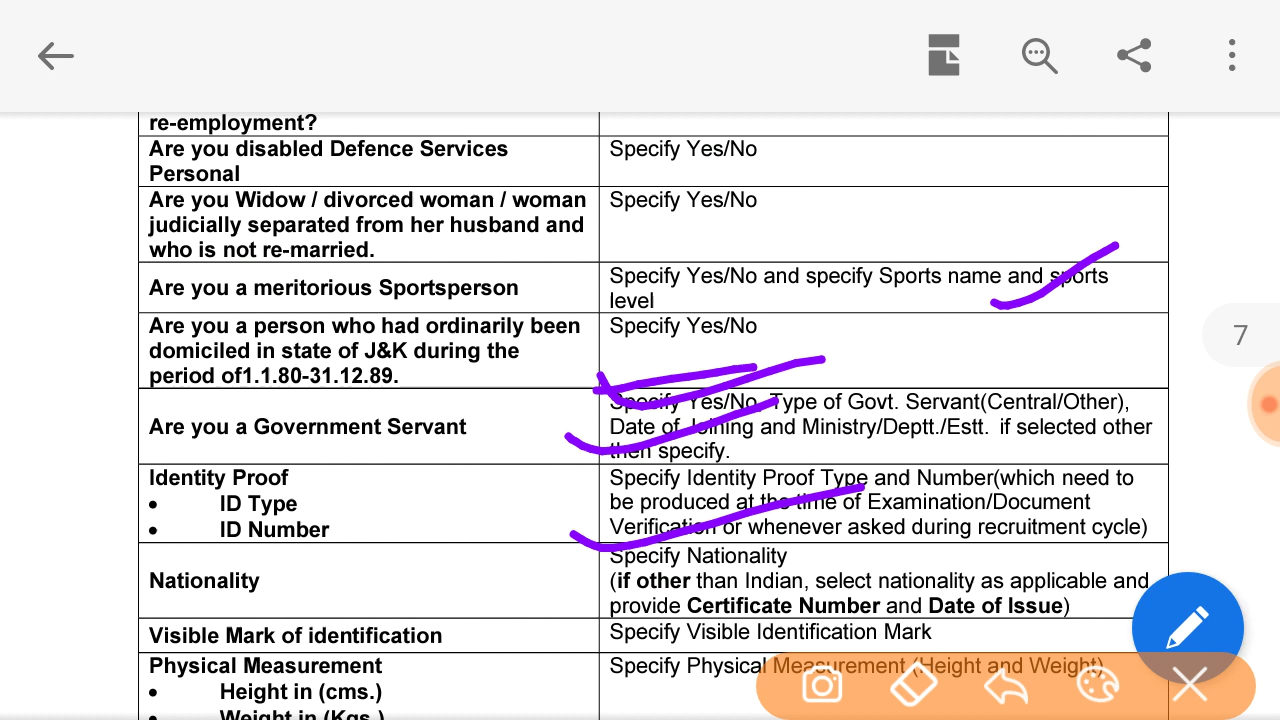 re-employment?
Are you disabled Defence Services
Personal
Specify Yes/No
Are you Widow / divorced woman / woman
judicially separated from her husband and
who is not re-married.
Specify Yes/No
Are you a meritorious Sportsperson
Specify Yes/No and specify Sports name and sports
level
Are you a person who had ordinarily been
domiciled in state of J&K during the
period of1.1.80-31.12.89.
Specify Yes/No
Are you a Government Servant
Specify Yes/No, Type of Govt. Servant(Central/Other),
Date of Joining and Ministry/Deptt./Estt. if selected other
then specify.
Identity Proof
• ID Type
• ID Number
Specify Identity Proof Type and Number(which need to
be produced at the time of Examination/Document
Verification or whenever asked during recruitment cycle)
Nationality
Specify Nationality
(if other than Indian, select nationality as applicable and
provide Certificate Number and Date of Issue)
Visible Mark of identification
Specify Visible Identification Mark
Physical Measurement
• Height in (cms.)
• Weight in (Kgs.)
Specify Physical Measurement (Height and Weight)
7